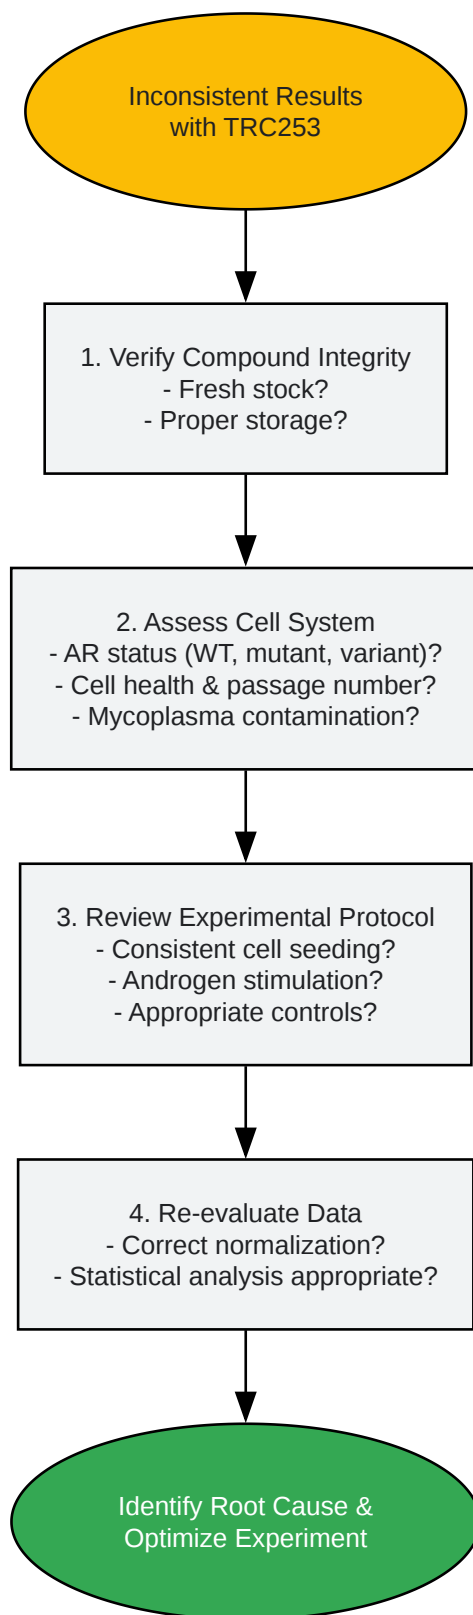 Inconsistent Results
with TRC253
1. Verify Compound Integrity
- Fresh stock?
- Proper storage?
2. Assess Cell System
- AR status (WT, mutant, variant)?
- Cell health & passage number?
- Mycoplasma contamination?
3. Review Experimental Protocol
- Consistent cell seeding?
- Androgen stimulation?
- Appropriate controls?
4. Re-evaluate Data
- Correct normalization?
- Statistical analysis appropriate?
Identify Root Cause &
Optimize Experiment